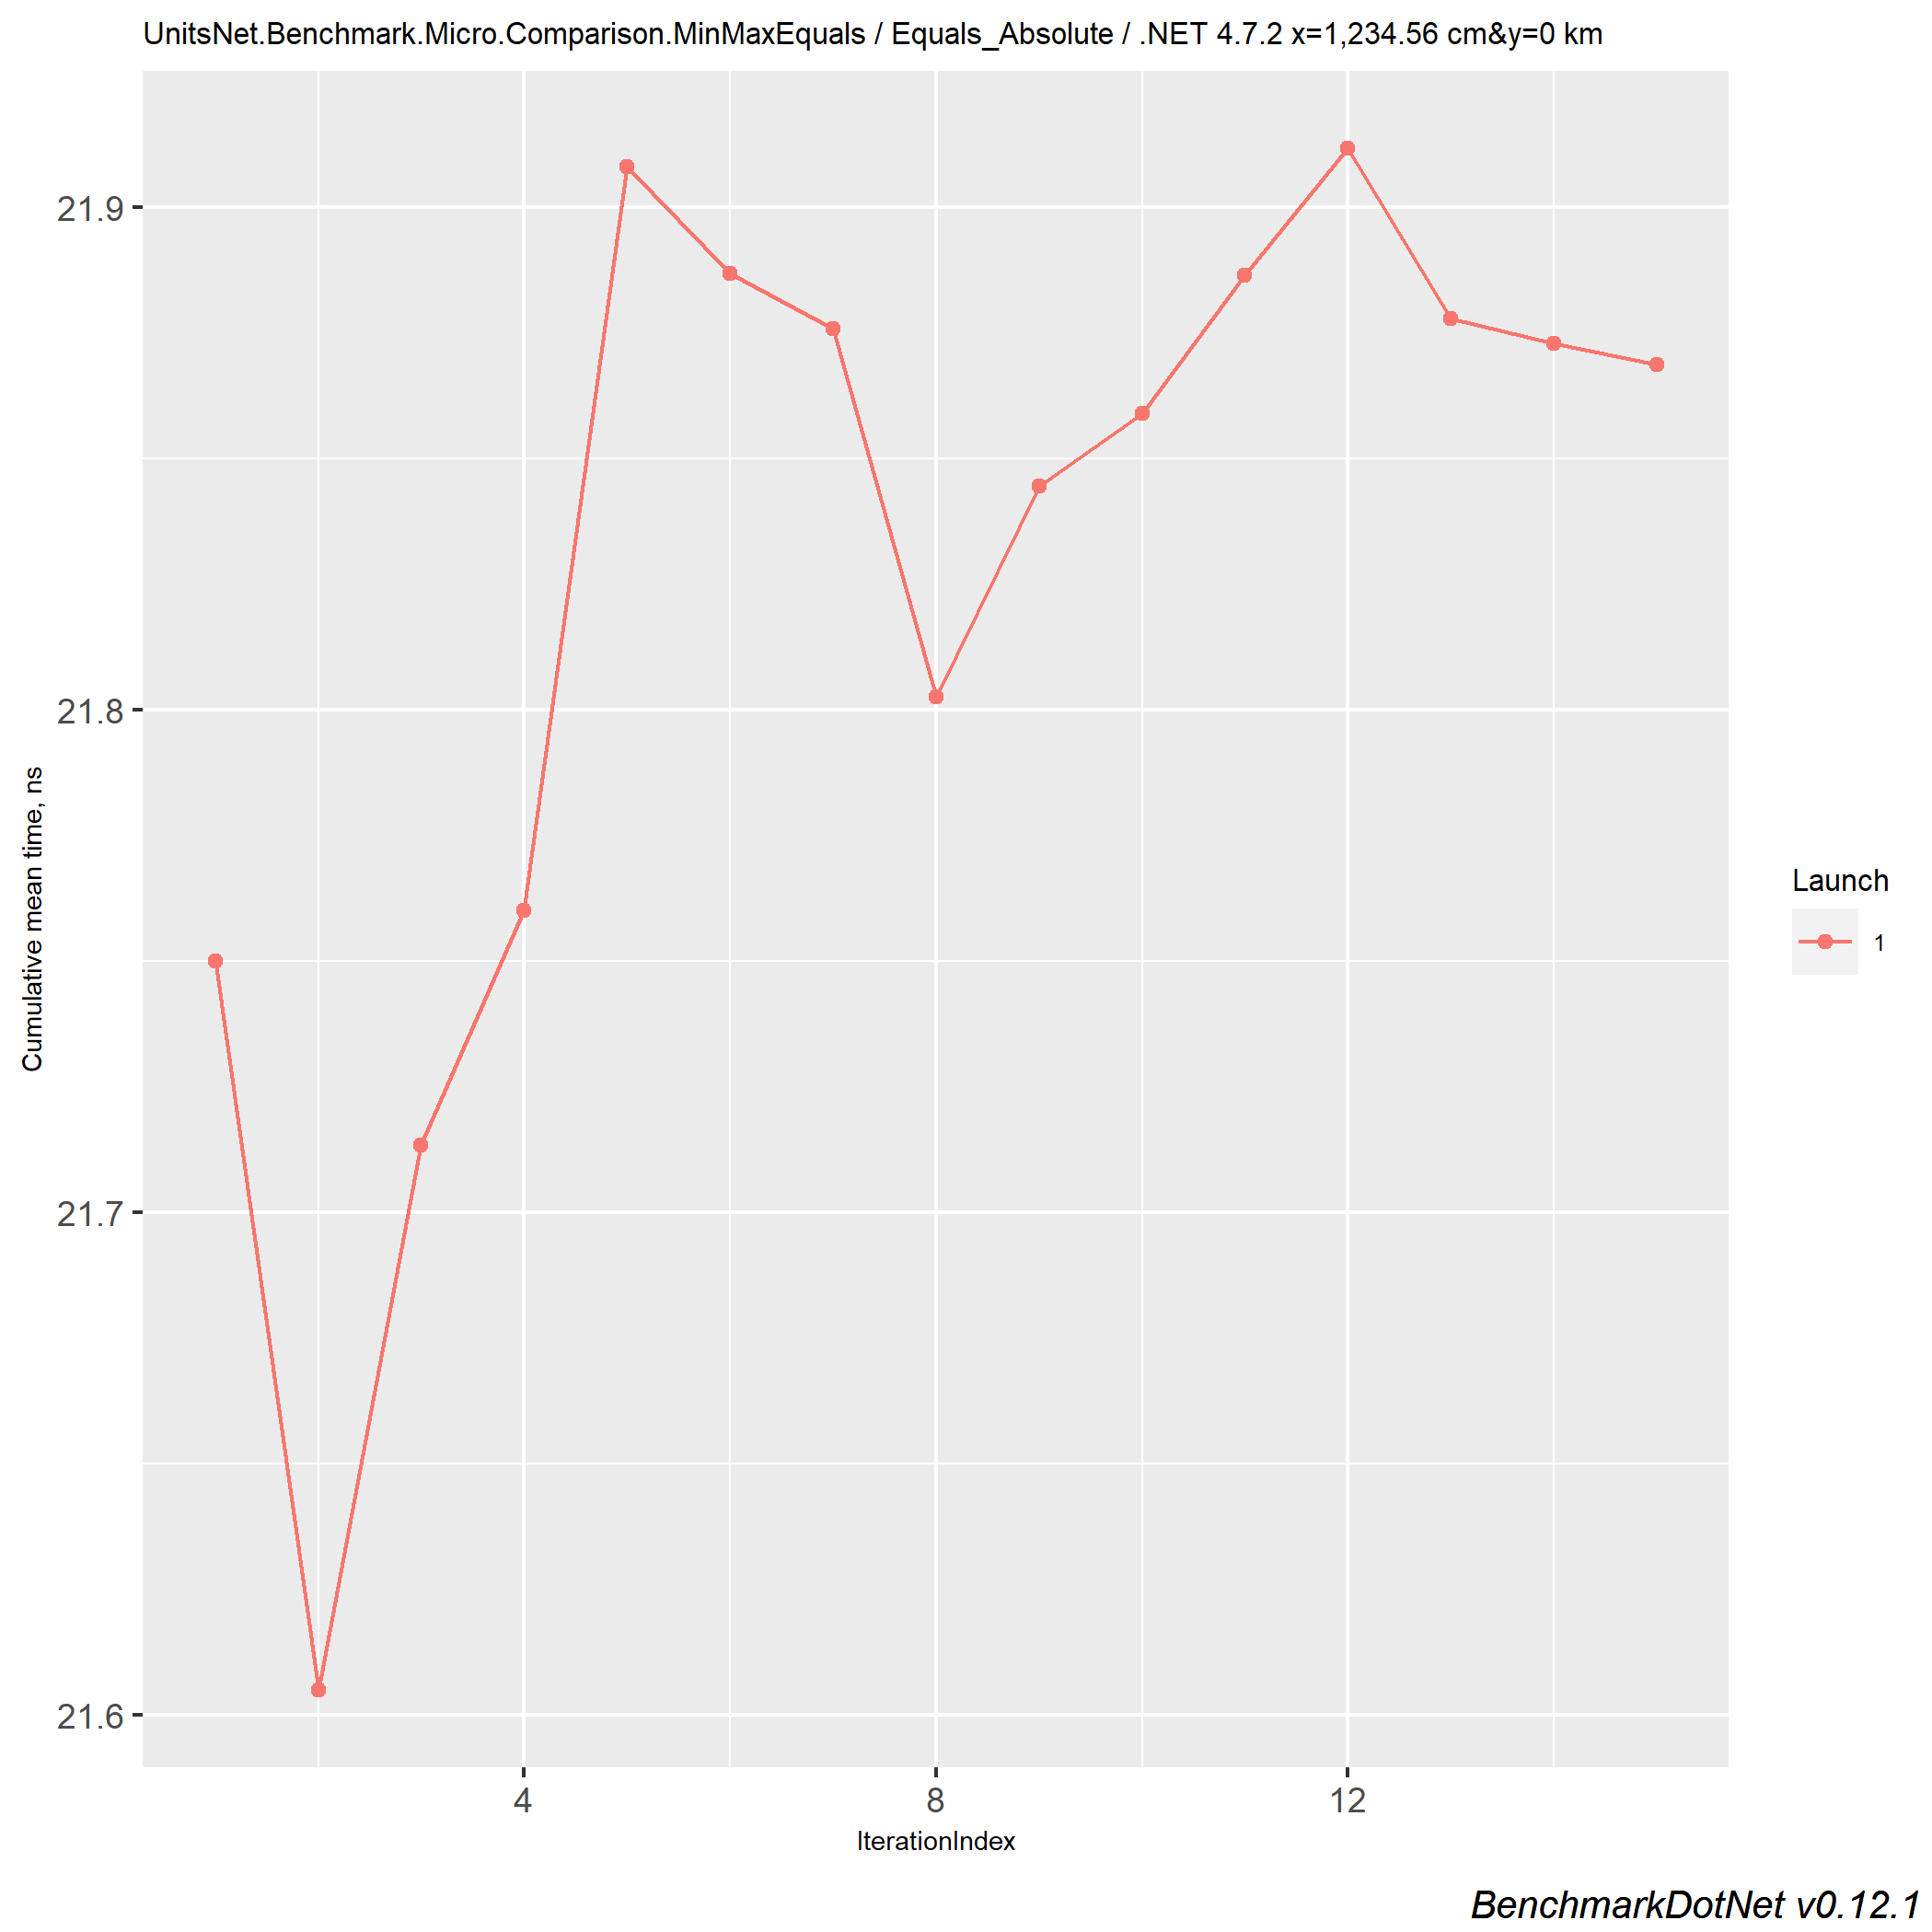 UnitsNet.Benchmark.Micro.Comparison.MinMaxEquals / Equals_Absolute / .NET 4.7.2 x=1,234.56 cm&y=0 km
21.9
21.8
21.7
21.6
Cumulative mean time, ns
4 8 12
IterationIndex
Launch
1
BenchmarkDotNet v0.12.1